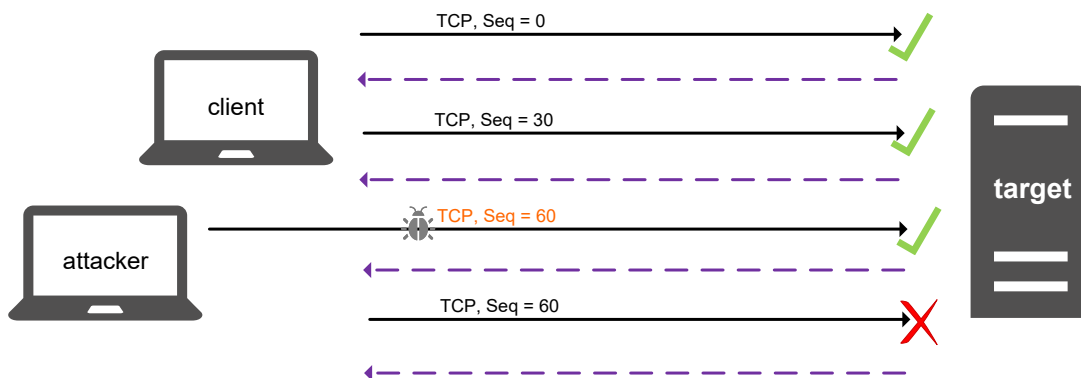 TCP, Seq = 0
client
TCP, Seq = 30
target
TCP, Seq = 60
attacker
TCP, Seq = 60